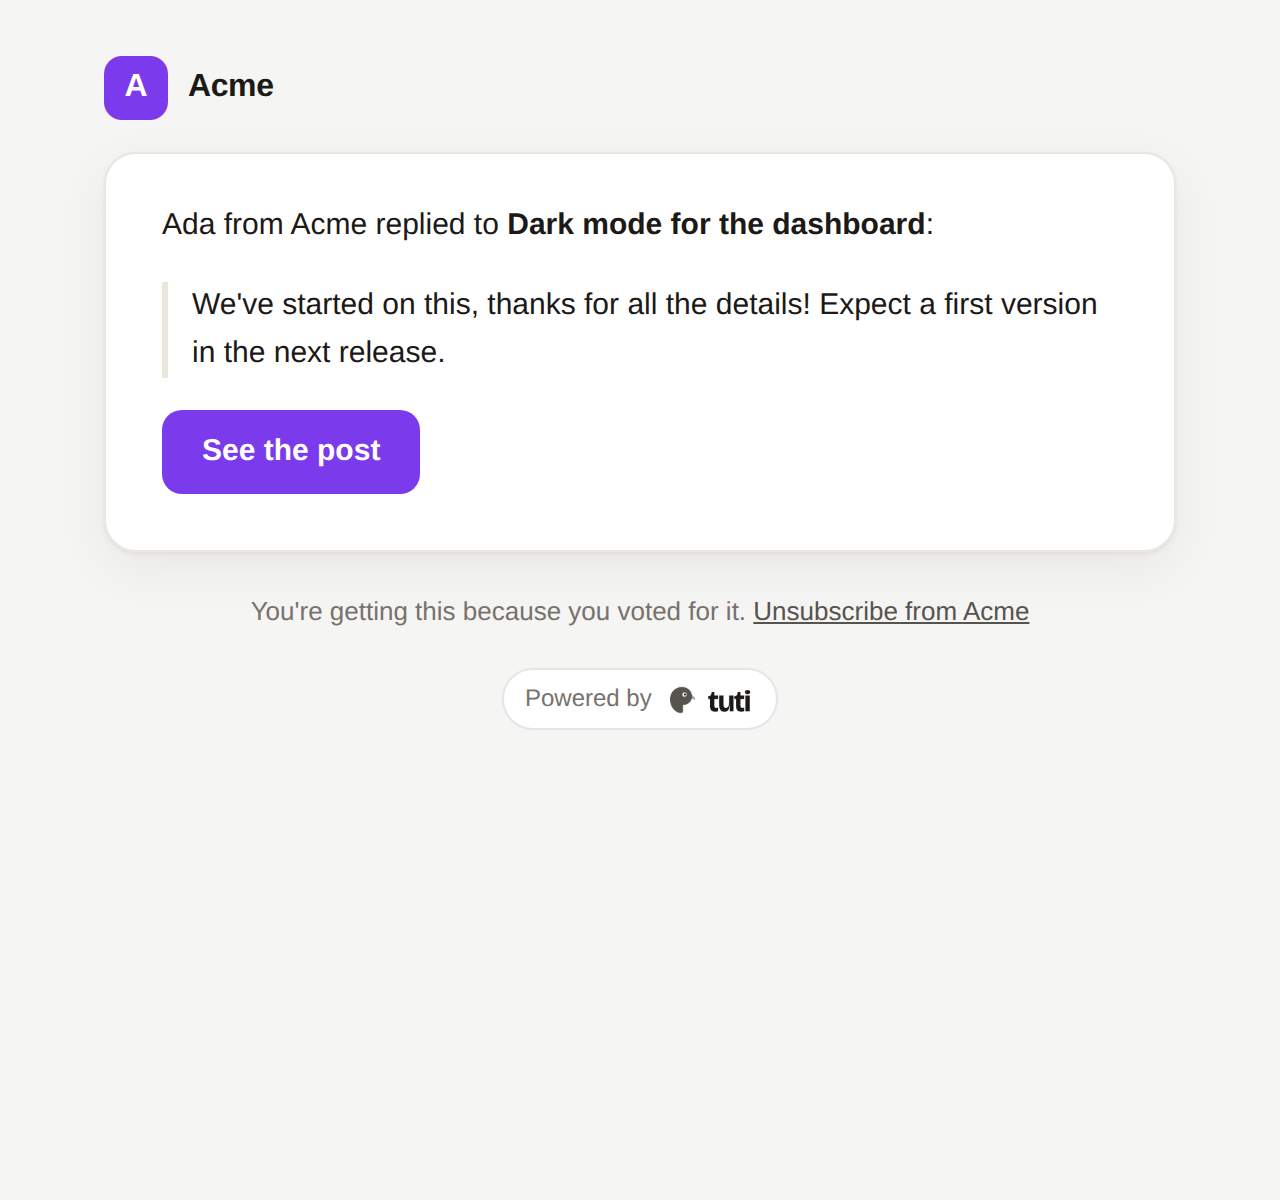 A Acme
Ada from Acme replied to Dark mode for the dashboard:
We've started on this, thanks for all the details! Expect a first version
in the next release.
See the post
You're getting this because you voted for it. Unsubscribe from Acme
Powered by tuti